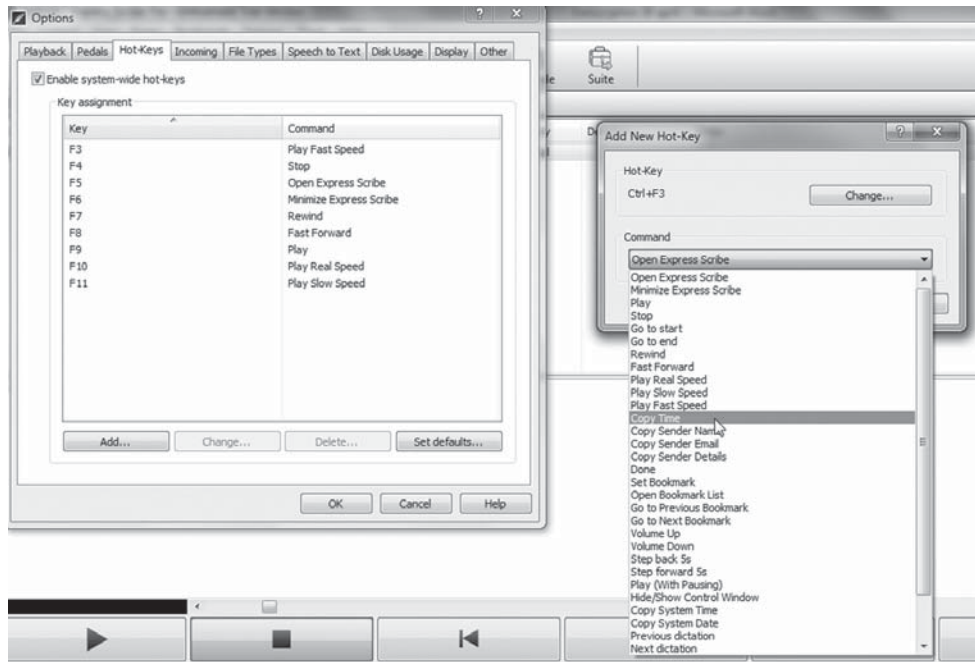 Options
Playback Pedals Hot-Keys Incoming File Types Speech to Text Disk Usage Display Other
Enable system-wide hot-keys
Key assignment
Key Command
F3 Play Fast Speed
F4 Stop
F5 Open Express Scribe
F6 Minimize Express Scribe
F7 Rewind
F8 Fast Forward
F9 Play
F10 Play Real Speed
F11 Play Slow Speed
Add... Change... Delete... Set defaults...
OK Cancel Help
Suite
Add New Hot-Key
Hot-Key
Ctrl+F3 Change...
Command
Open Express Scribe
Open Express Scribe
Minimize Express Scribe
Play
Stop
Go to start
Go to end
Rewind
Fast Forward
Play Real Speed
Play Slow Speed
Play Fast Speed
Copy Time
Copy Sender Name
Copy Sender Email
Copy Sender Details
Done
Set Bookmark
Open Bookmark List
Go to Previous Bookmark
Go to Next Bookmark
Volume Up
Volume Down
Step back 5s
Step forward 5s
Play (With Pausing)
Hide/Show Control Window
Copy System Time
Copy System Date
Previous dictation
Next dictation